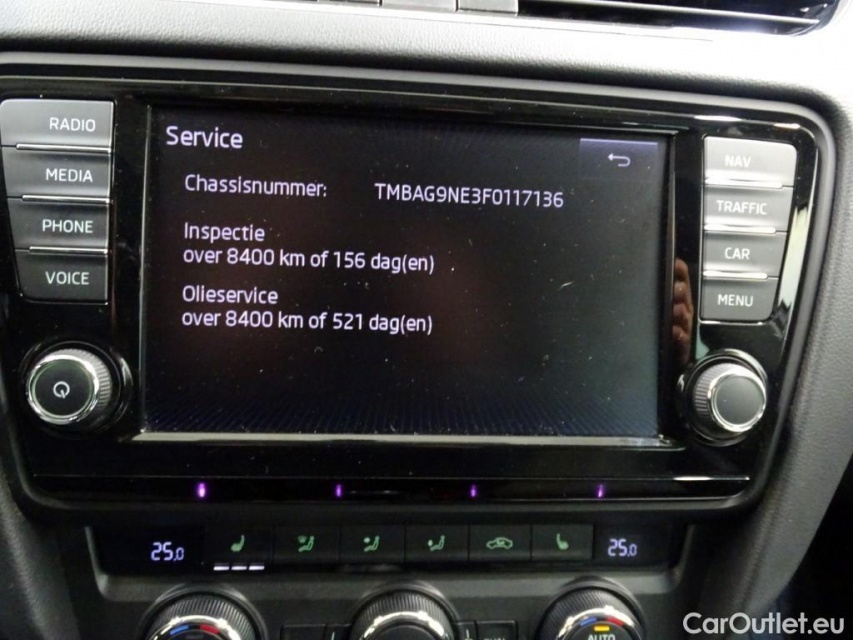 RADIO
MEDIA
PHONE
VOICE
Service
Chassisnummer: TMBAG9NE3F0117136
Inspectie
over 8400 km of 156 dag(en)
Olieservice
over 8400 km of 521 dag(en)
NAV
TRAFFIC
CAR
MENU
25.0
25.0
AUTO
CarOutlet.eu